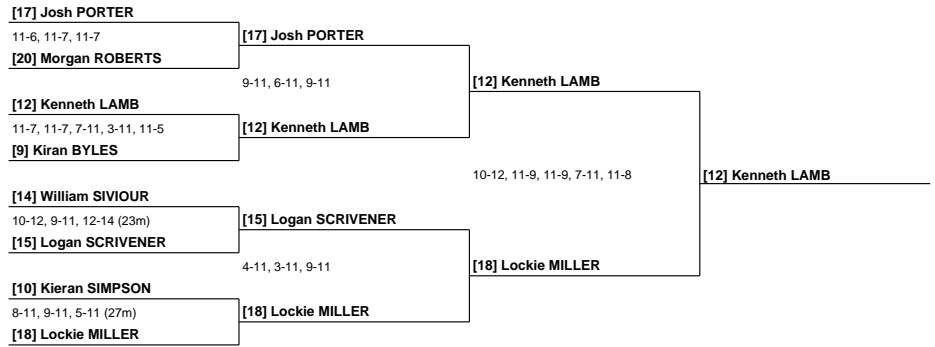 [17] Josh PORTER
11-6, 11-7, 11-7
[20] Morgan ROBERTS
[12] Kenneth LAMB
11-7, 11-7, 7-11, 3-11, 11-5
[9] Kiran BYLES
[14] William SIVIOUR
10-12, 9-11, 12-14 (23m)
[15] Logan SCRIVENER
[10] Kieran SIMPSON
8-11, 9-11, 5-11 (27m)
[18] Lockie MILLER
[17] Josh PORTER
9-11, 6-11, 9-11
[12] Kenneth LAMB
[15] Logan SCRIVENER
4-11, 3-11, 9-11
[18] Lockie MILLER
[12] Kenneth LAMB
10-12, 11-9, 11-9, 7-11, 11-8
[18] Lockie MILLER
[12] Kenneth LAMB